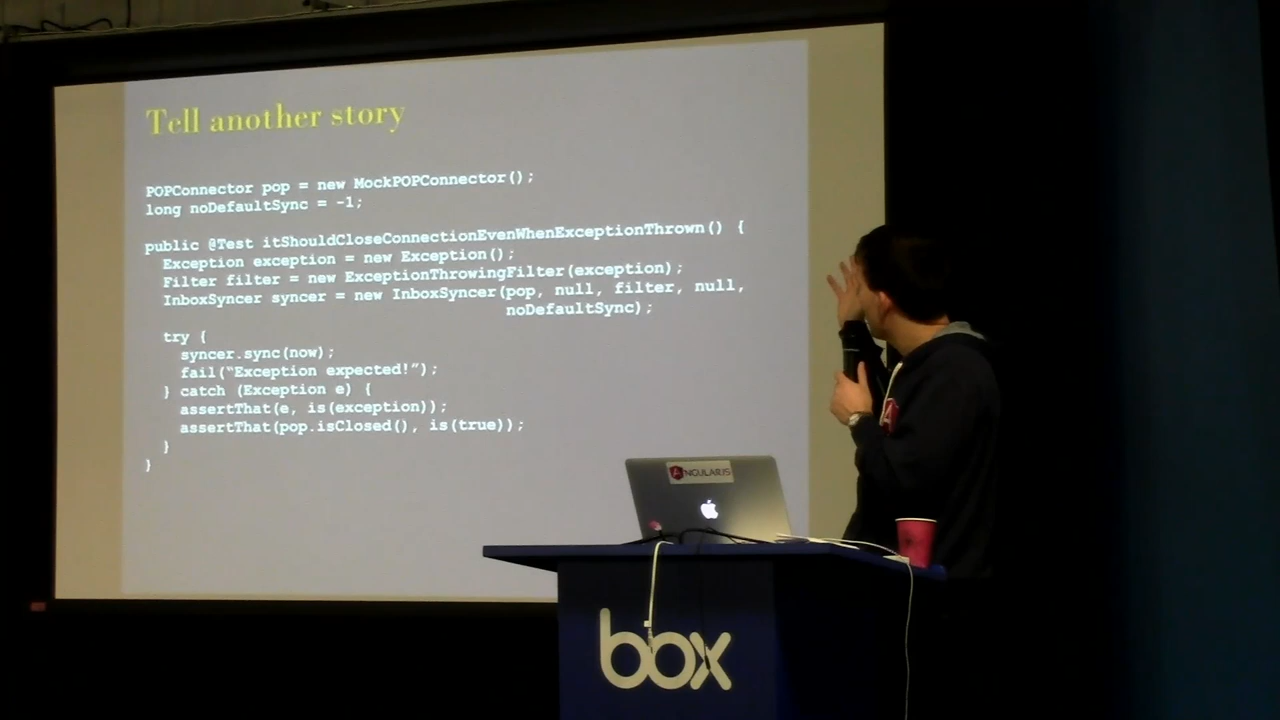 Tell another story
POPConnector pop = new MockPOPConnector();
long noDefaultSync = -1;
public @Test itShouldCloseConnectionEvenWhenExceptionThrown() {
Exception exception = new Exception();
Filter filter = new ExceptionThrowingFilter(exception);
InboxSyncer syncer = new InboxSyncer(pop, null, filter, null,
noDefaultSync);
try {
syncer.sync(now);
fail(“Exception expected!”);
} catch (Exception e) {
assertThat(e, is(exception));
assertThat(pop.isClosed(), is(true));
}
}
ANGULARJS
A
box